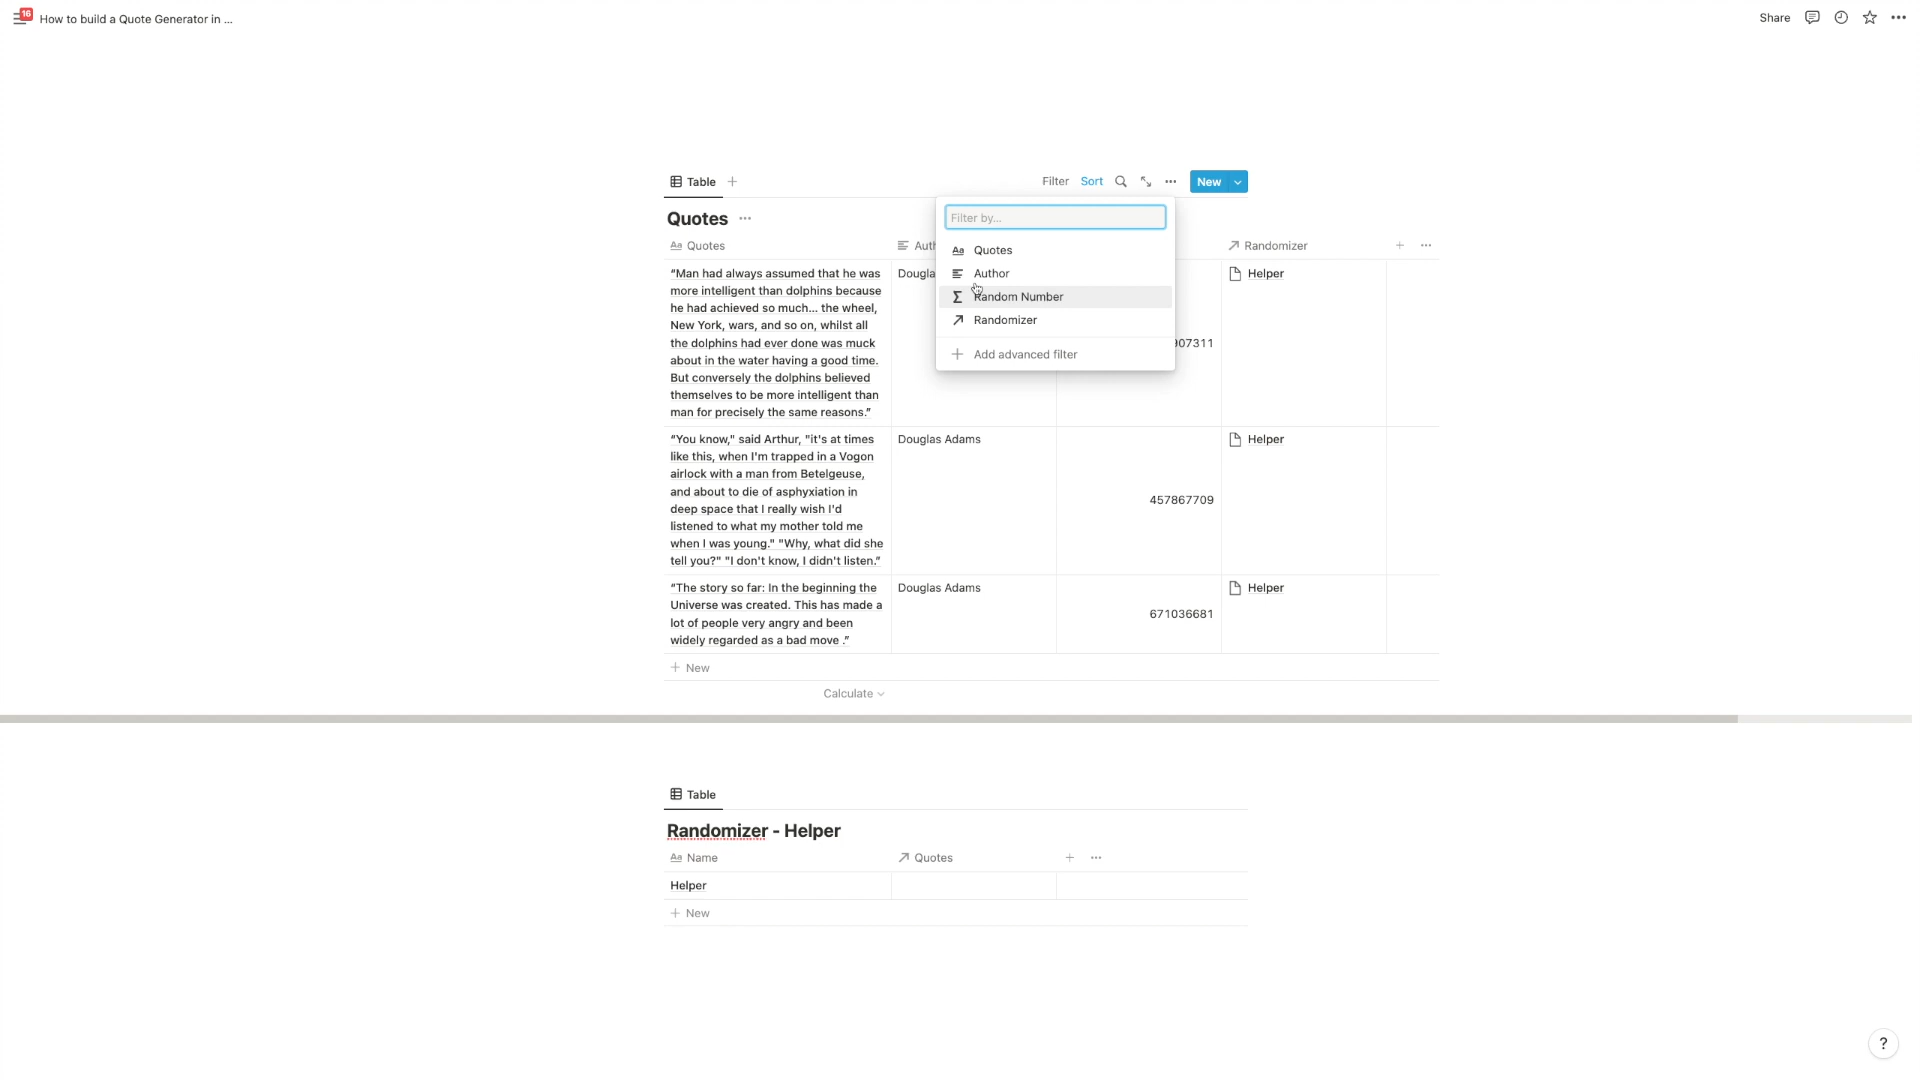 16
How to build a Quote Generator in ...
Share
Table
Filter
Sort
New
Quotes
Filter by...
Quotes
Author
Random Number
Randomizer
Add advanced filter
Aa Quotes
Auth
Randomizer
“Man had always assumed that he was
more intelligent than dolphins because
he had achieved so much... the wheel,
New York, wars, and so on, whilst all
the dolphins had ever done was muck
about in the water having a good time.
But conversely the dolphins believed
themselves to be more intelligent than
man for precisely the same reasons.”
Dougla
907311
Helper
“You know," said Arthur, "it's at times
like this, when I'm trapped in a Vogon
airlock with a man from Betelgeuse,
and about to die of asphyxiation in
deep space that I really wish I'd
listened to what my mother told me
when I was young." "Why, what did she
tell you?" "I don't know, I didn't listen.”
Douglas Adams
457867709
Helper
“The story so far: In the beginning the
Universe was created. This has made a
lot of people very angry and been
widely regarded as a bad move .”
Douglas Adams
671036681
Helper
+ New
Calculate
Table
Randomizer - Helper
Aa Name
Quotes
Helper
+ New
?